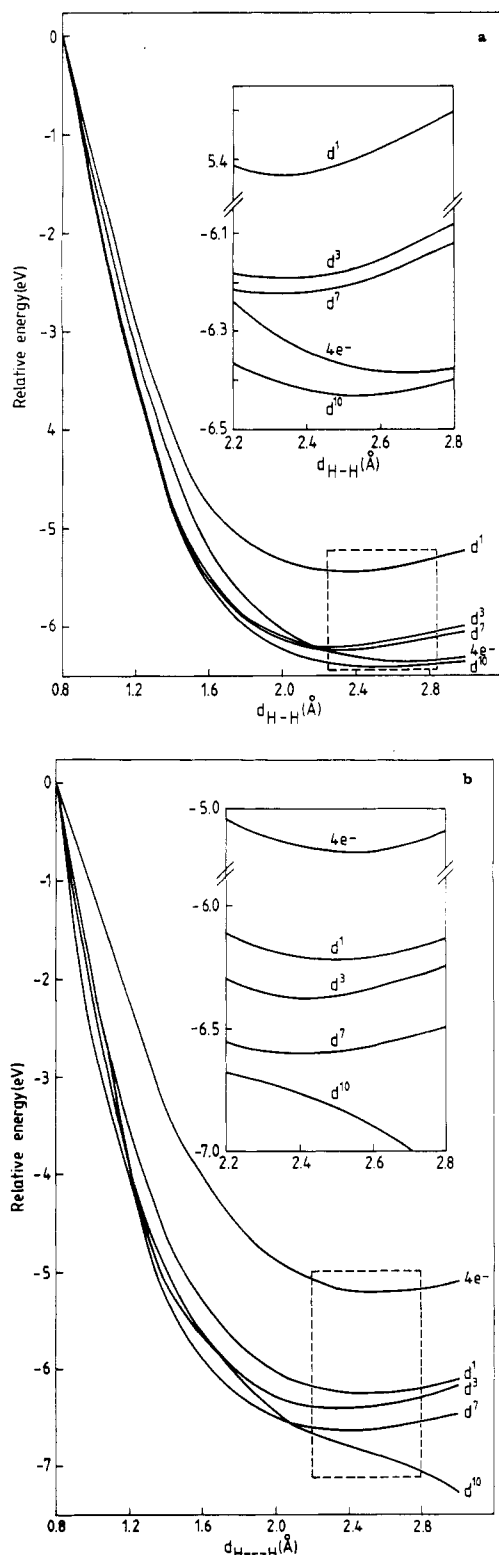 a
0
-1
-2
-3
-4
-5
-6
Relative energy(eV)
5.4
-6.1
-6.3
-6.5
d¹
d³
d⁷
4e⁻
d¹⁰
2.2 2.4 2.6 2.8
d_H-H(Å)
d¹
d³
d⁷
4e⁻
d¹⁰
0.8 1.2 1.6 2.0 2.4 2.8
d_H-H(Å)
b
0
-1
-2
-3
-4
-5
-6
-7
Relative energy(eV)
-5.0
-6.0
-6.5
-7.0
4e⁻
d¹
d³
d⁷
d¹⁰
2.2 2.4 2.6 2.8
4e⁻
d¹
d³
d⁷
d¹⁰
0.8 1.2 1.6 2.0 2.4 2.8
d_H---H(Å)